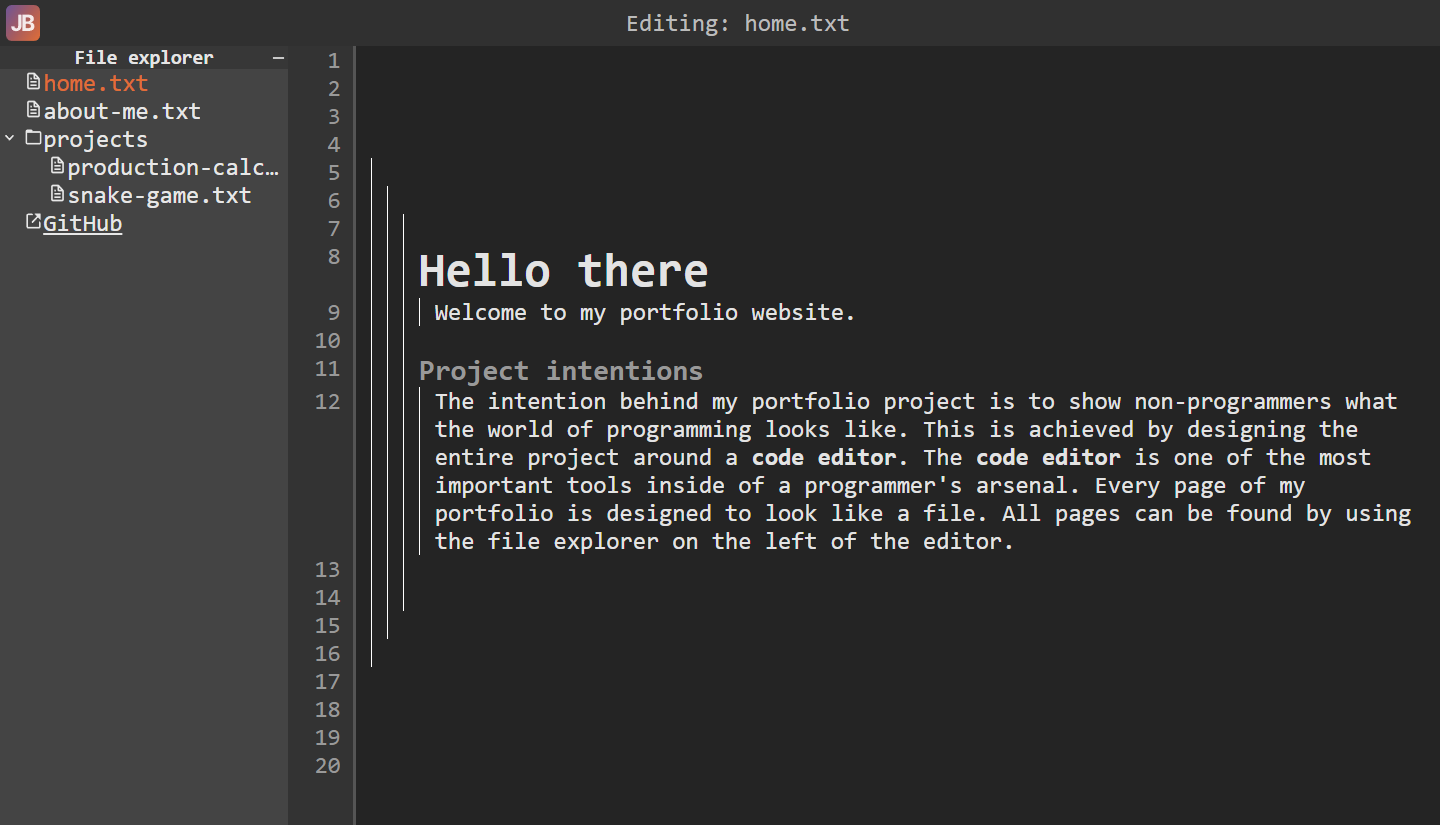 JB
Editing: home.txt
File explorer
home.txt
about-me.txt
projects
production-calc…
snake-game.txt
GitHub
1
2
3
4
5
6
7
8 Hello there
9 Welcome to my portfolio website.
10
11 Project intentions
12 The intention behind my portfolio project is to show non-programmers what
the world of programming looks like. This is achieved by designing the
entire project around a code editor. The code editor is one of the most
important tools inside of a programmer's arsenal. Every page of my
portfolio is designed to look like a file. All pages can be found by using
the file explorer on the left of the editor.
13
14
15
16
17
18
19
20